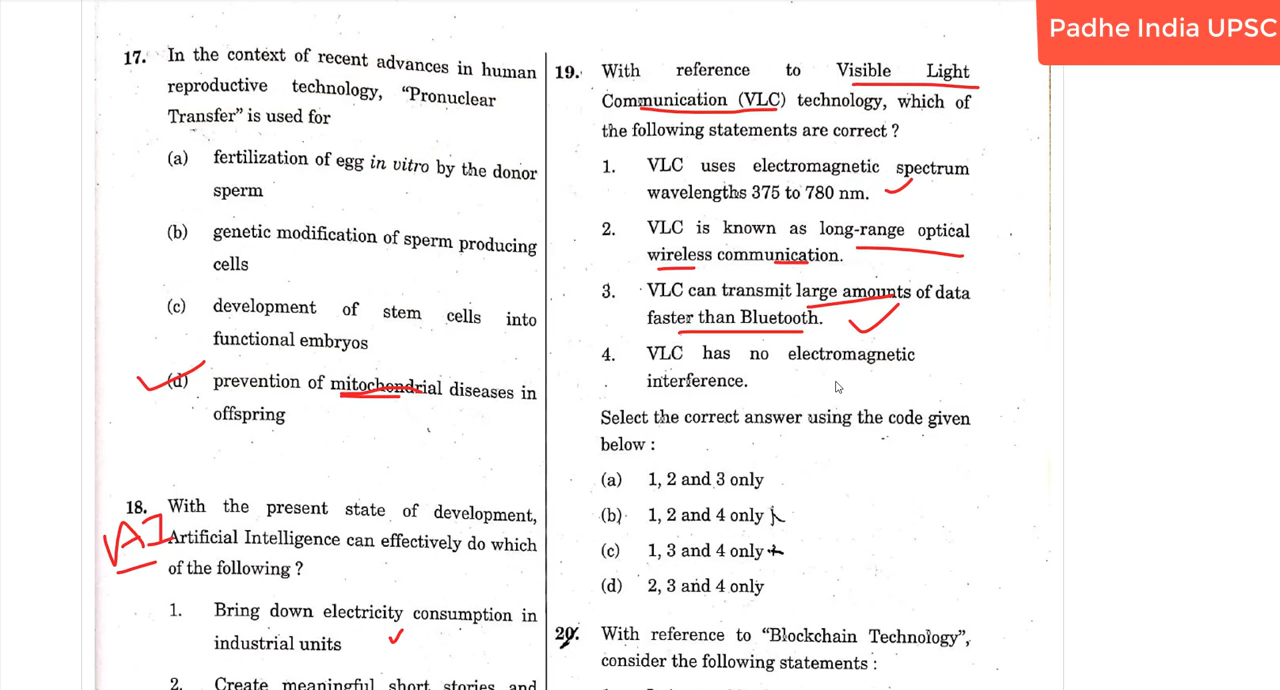 Padhe India UPSC
17. In the context of recent advances in human
reproductive technology, “Pronuclear
Transfer” is used for
(a) fertilization of egg in vitro by the donor
sperm
(b) genetic modification of sperm producing
cells
(c) development of stem cells into
functional embryos
(d) prevention of mitochondrial diseases in
offspring
18. With the present state of development,
AI
Artificial Intelligence can effectively do which
of the following ?
1. Bring down electricity consumption in
industrial units
2. Create meaningful short stories and
19. With reference to Visible Light
Communication (VLC) technology, which of
the following statements are correct ?
1. VLC uses electromagnetic spectrum
wavelengths 375 to 780 nm.
2. VLC is known as long-range optical
wireless communication.
3. VLC can transmit large amounts of data
faster than Bluetooth.
4. VLC has no electromagnetic
interference.
Select the correct answer using the code given
below :
(a) 1, 2 and 3 only
(b) 1, 2 and 4 only
(c) 1, 3 and 4 only
(d) 2, 3 and 4 only
20. With reference to “Blockchain Technology”,
consider the following statements :